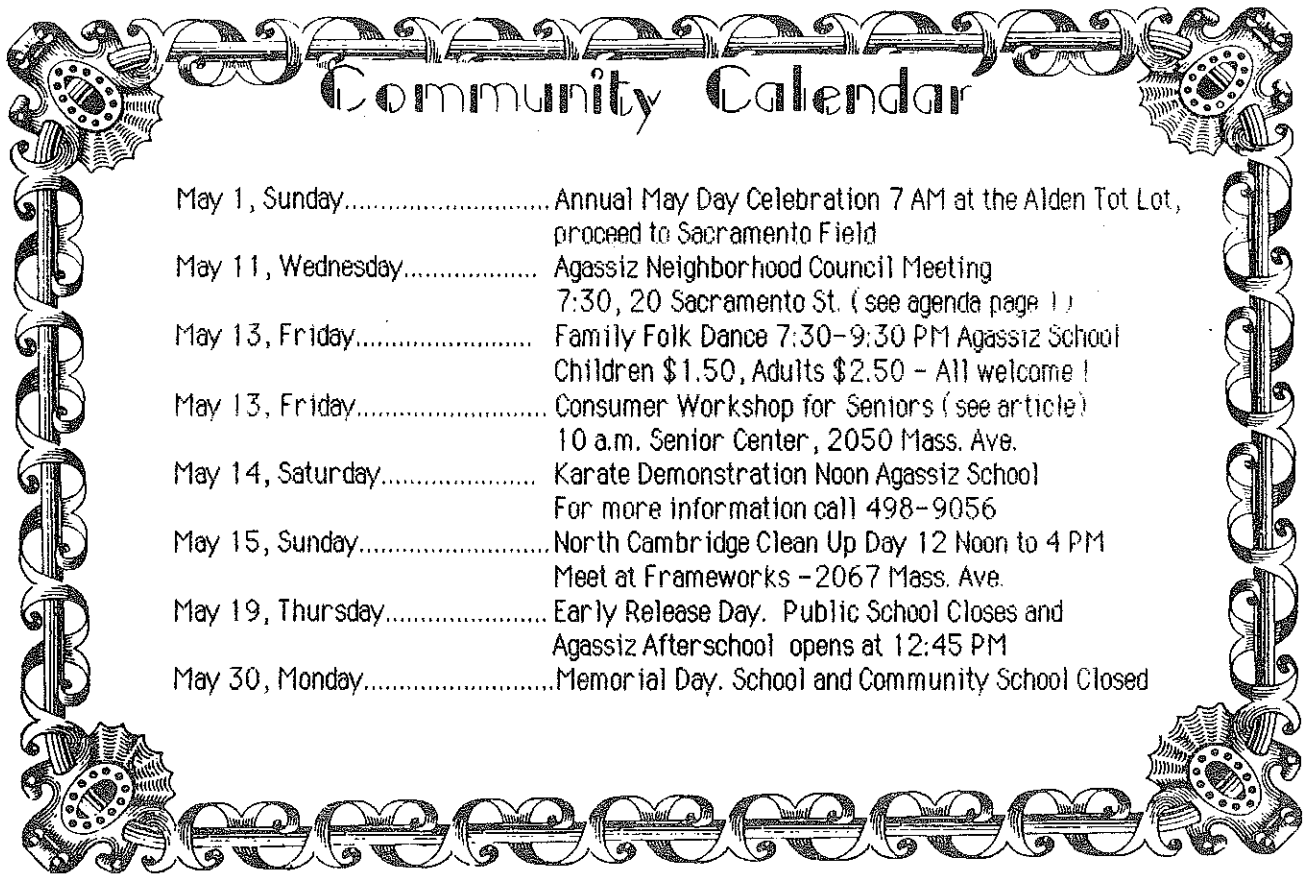 Community Calendar
May 1, Sunday............................Annual May Day Celebration 7 AM at the Alden Tot Lot,
proceed to Sacramento Field
May 11, Wednesday.................. Agassiz Neighborhood Council Meeting
7:30, 20 Sacramento St. (see agenda page 1)
May 13, Friday........................ Family Folk Dance 7:30-9:30 PM Agassiz School
Children $1.50, Adults $2.50 - All welcome !
May 13, Friday..........................Consumer Workshop for Seniors (see article)
10 a.m. Senior Center, 2050 Mass. Ave.
May 14, Saturday..................... Karate Demonstration Noon Agassiz School
For more information call 498-9056
May 15, Sunday..........................North Cambridge Clean Up Day 12 Noon to 4 PM
Meet at Frameworks -2067 Mass. Ave.
May 19, Thursday......................Early Release Day. Public School Closes and
Agassiz Afterschool opens at 12:45 PM
May 30, Monday..........................Memorial Day. School and Community School Closed